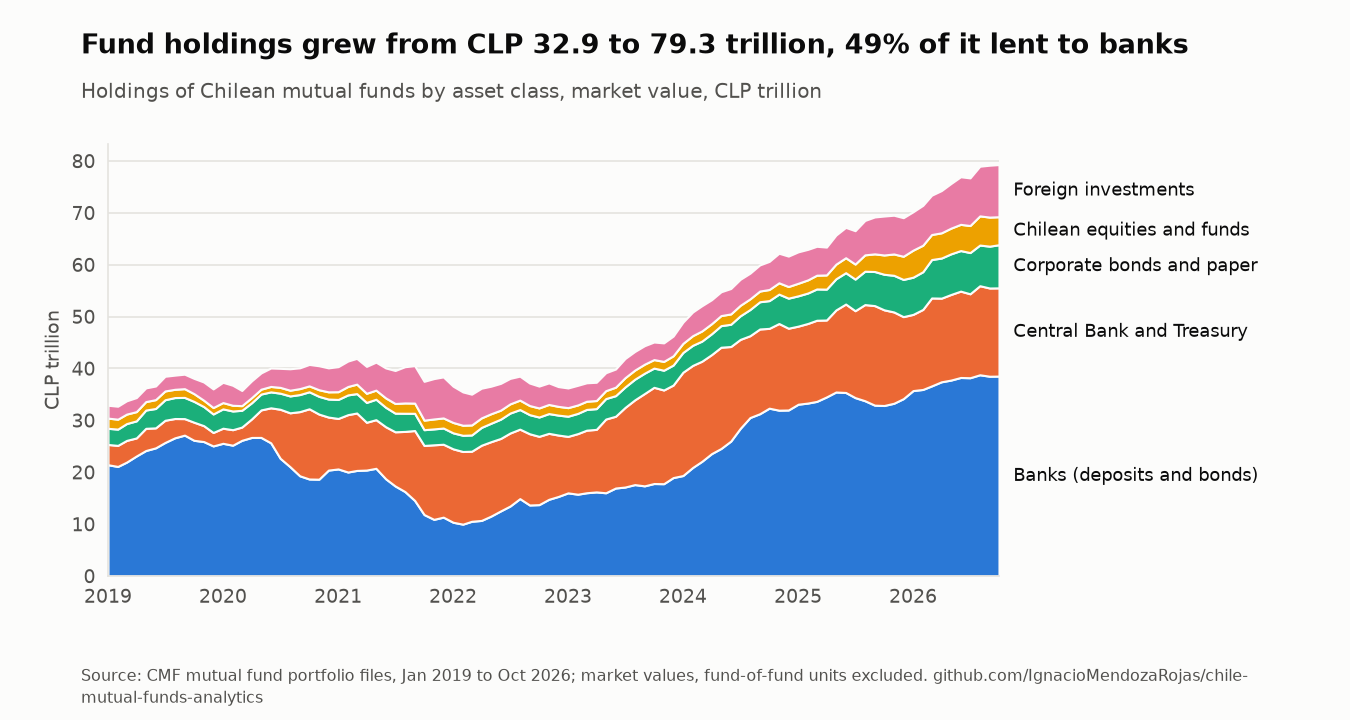 Fund holdings grew from CLP 32.9 to 79.3 trillion, 49% of it lent to banks
Holdings of Chilean mutual funds by asset class, market value, CLP trillion
CLP trillion
80
70
60
50
40
30
20
10
0
2019 2020 2021 2022 2023 2024 2025 2026
Foreign investments
Chilean equities and funds
Corporate bonds and paper
Central Bank and Treasury
Banks (deposits and bonds)
Source: CMF mutual fund portfolio files, Jan 2019 to Oct 2026; market values, fund-of-fund units excluded. github.com/IgnacioMendozaRojas/chile-
mutual-funds-analytics